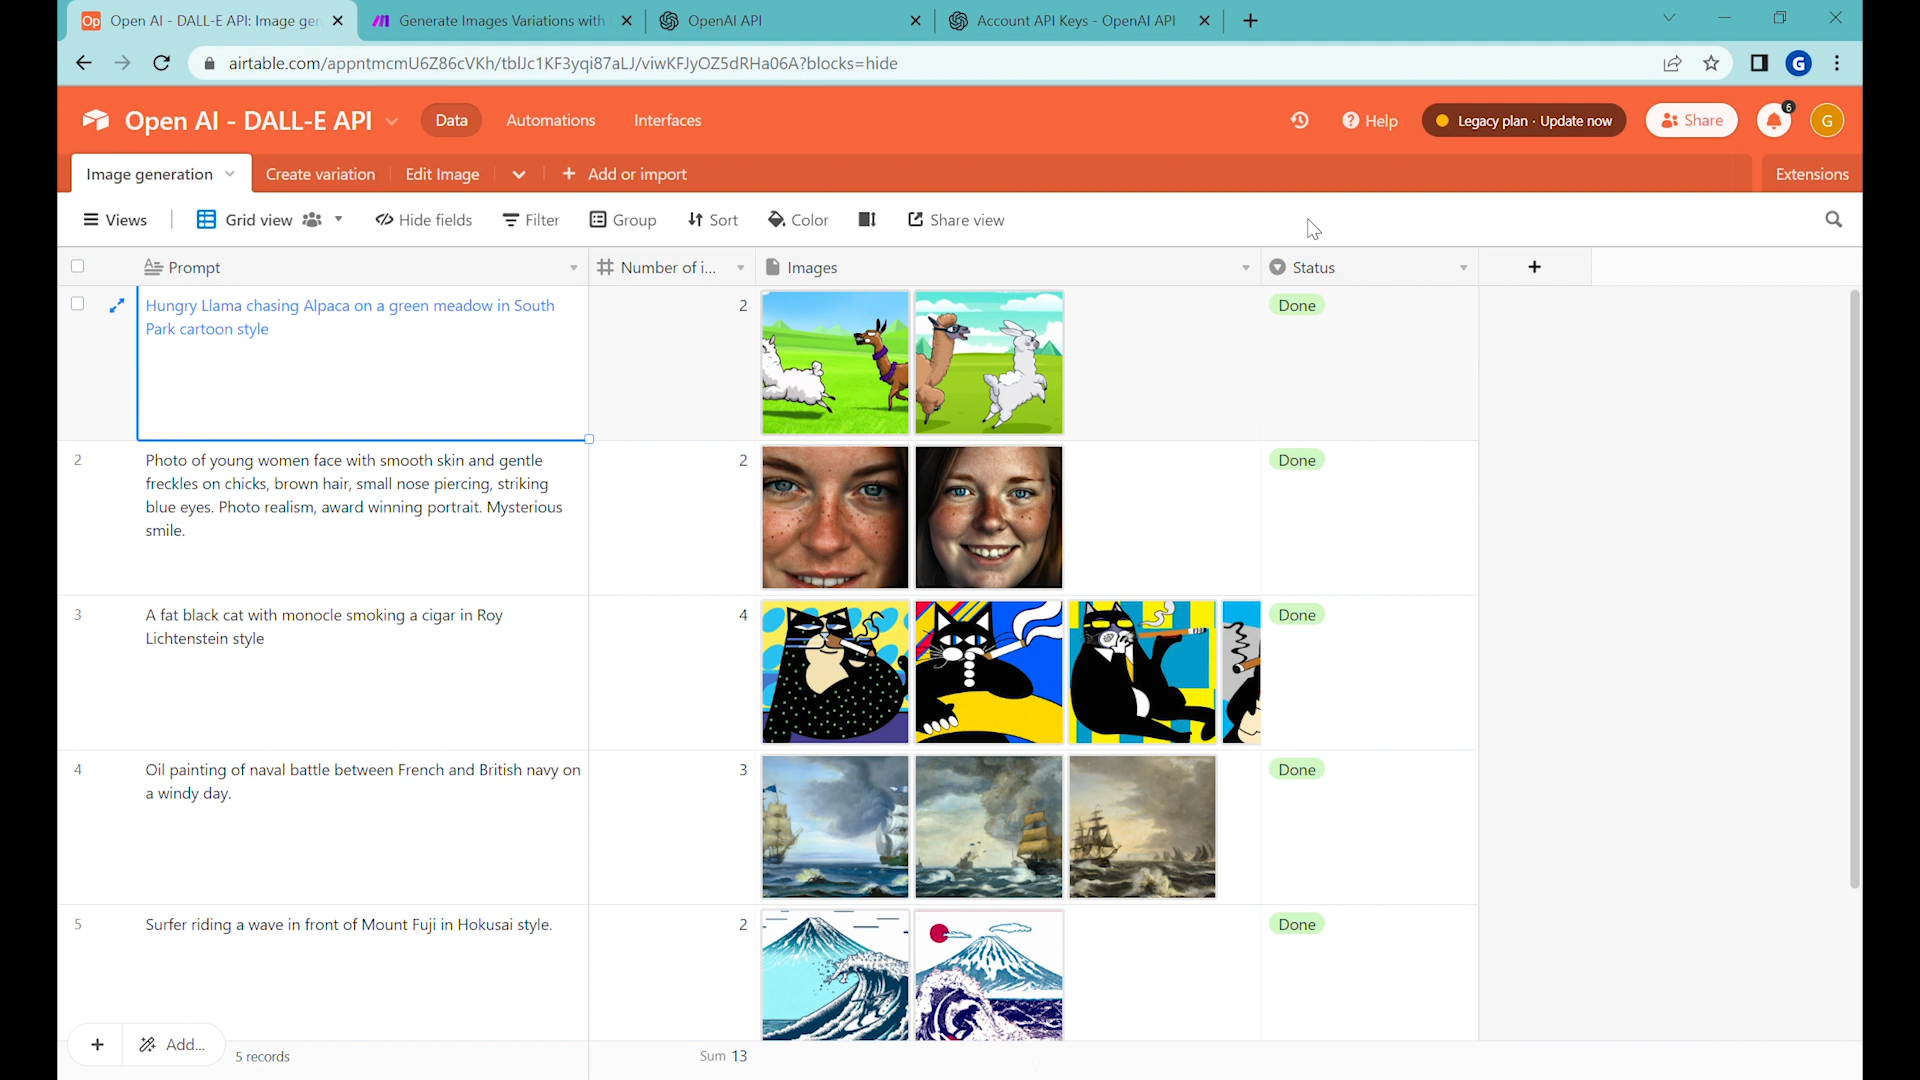 Op Open AI - DALL-E API: Image gen
Generate Images Variations with
OpenAI API
Account API Keys - OpenAI API
airtable.com/appntmcmU6Z86cVKh/tblJc1KF3yqi87aLJ/viwKFJyOZ5dRHa06A?blocks=hide
G
Open AI - DALL-E API
Data
Automations
Interfaces
Help
Legacy plan · Update now
Share
6
G
Image generation
Create variation
Edit Image
Add or import
Extensions
Views
Grid view
Hide fields
Filter
Group
Sort
Color
Share view
Prompt
Number of i...
Images
Status
Hungry Llama chasing Alpaca on a green meadow in South
Park cartoon style
2
Done
2
Photo of young women face with smooth skin and gentle
freckles on chicks, brown hair, small nose piercing, striking
blue eyes. Photo realism, award winning portrait. Mysterious
smile.
2
Done
3
A fat black cat with monocle smoking a cigar in Roy
Lichtenstein style
4
Done
4
Oil painting of naval battle between French and British navy on
a windy day.
3
Done
5
Surfer riding a wave in front of Mount Fuji in Hokusai style.
2
Done
Add...
5 records
Sum 13